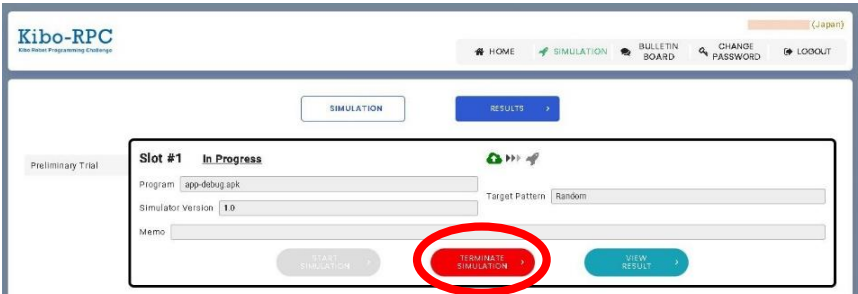 (Japan)
Kibo-RPC
Kibo Robot Programming Challenge
HOME SIMULATION BULLETIN BOARD CHANGE PASSWORD LOGOUT
SIMULATION RESULTS
Preliminary Trial
Slot #1 In Progress
Program app-debug.apk
Target Pattern Random
Simulator Version 1.0
Memo
START SIMULATION
TERMINATE SIMULATION
VIEW RESULT